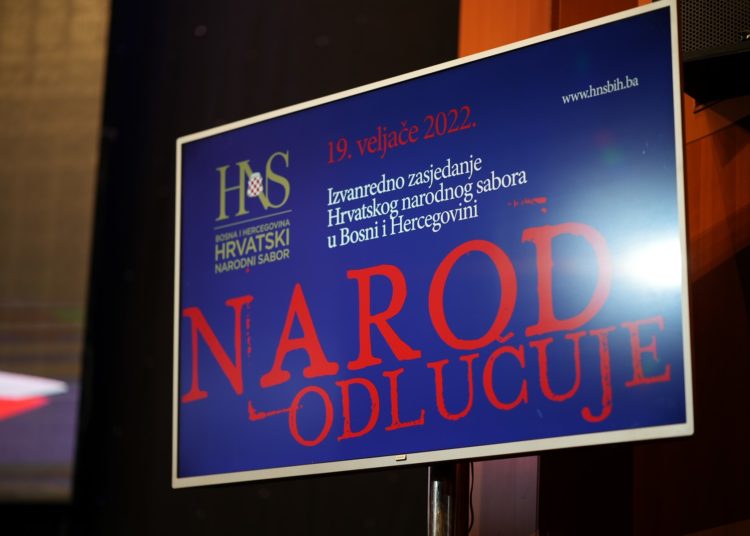 www.hnsbih.ba
19. veljače 2022.
HNS
BOSNA I HERCEGOVINA
HRVATSKI
NARODNI SABOR
Izvanredno zasjedanje
Hrvatskog narodnog sabora
u Bosni i Hercegovini
NAROD
ODLUČUJE